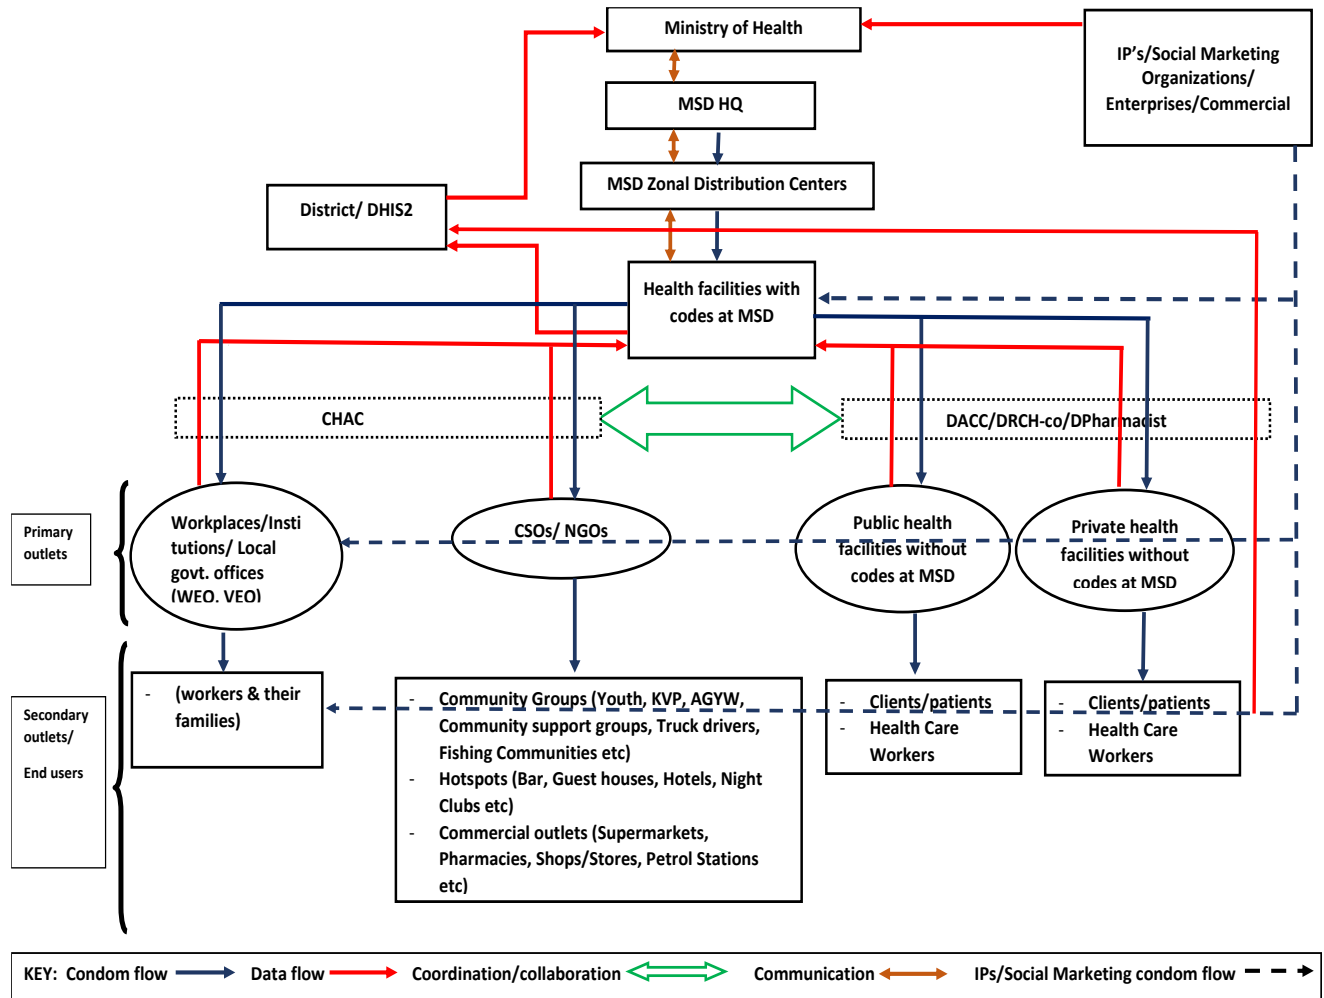 Ministry of Health
IP's/Social Marketing
Organizations/
Enterprises/Commercial
MSD HQ
MSD Zonal Distribution Centers
District/ DHIS2
Health facilities with
codes at MSD
CHAC
DACC/DRCH-co/DPharmacist
Primary
outlets
Workplaces/Insti
tutions/ Local
govt. offices
(WEO, VEO)
CSOs/ NGOs
Public health
facilities without
codes at MSD
Private health
facilities without
codes at MSD
Secondary
outlets/
End users
- (workers & their
families)
- Community Groups (Youth, KVP, AGYW,
Community support groups, Truck drivers,
Fishing Communities etc)
- Hotspots (Bar, Guest houses, Hotels, Night
Clubs etc)
- Commercial outlets (Supermarkets,
Pharmacies, Shops/Stores, Petrol Stations
etc)
- Clients/patients
- Health Care
Workers
- Clients/patients
- Health Care
Workers
KEY: Condom flow Data flow Coordination/collaboration Communication IPs/Social Marketing condom flow